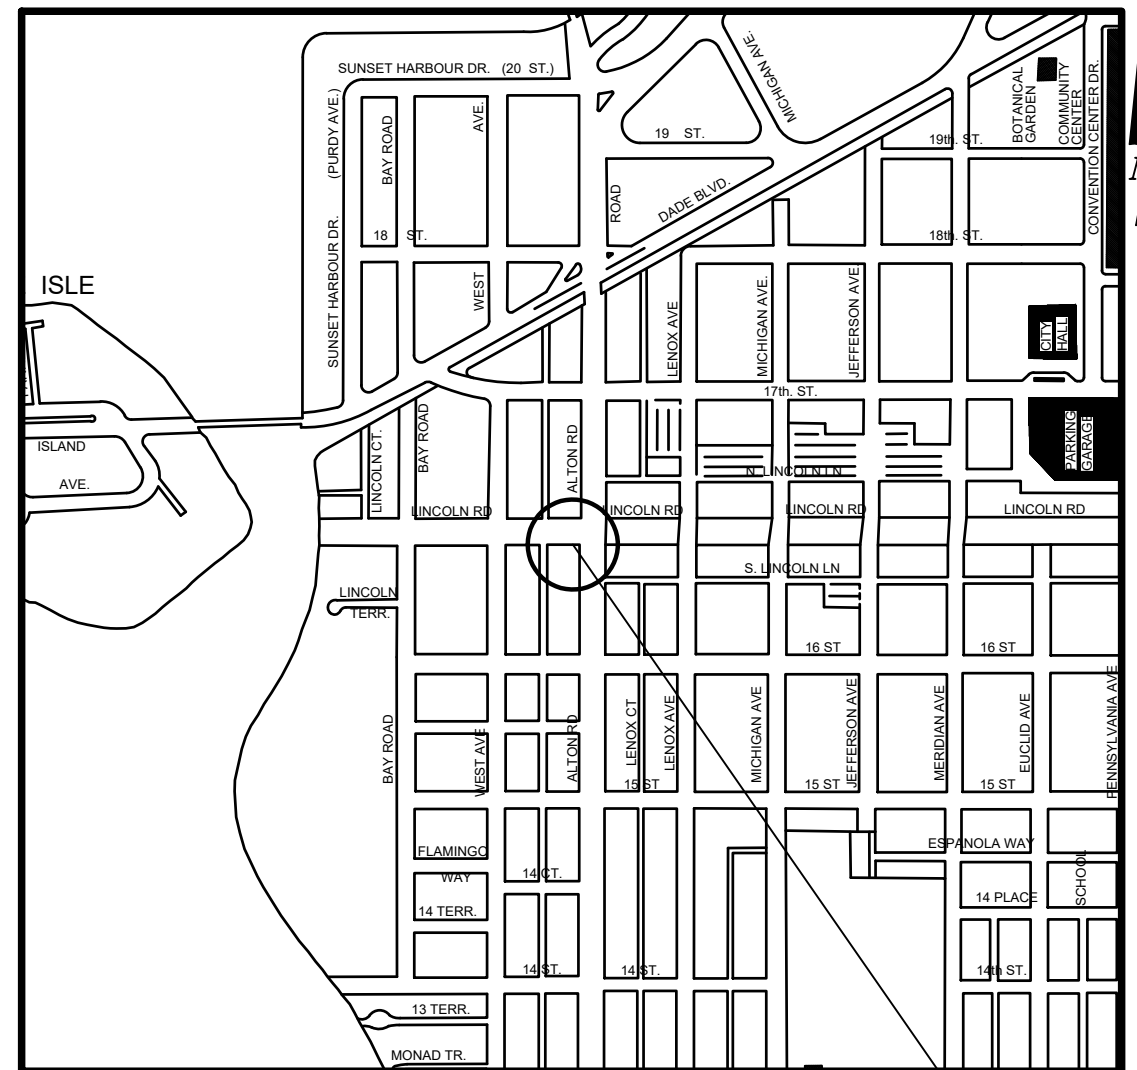 SUNSET HARBOUR DR. (20 ST.)
MICHIGAN AVE.
BOTANICAL
GARDEN
COMMUNITY
CENTER
CONVENTION CENTER DR.
(PURDY AVE.)
SUNSET HARBOUR DR.
BAY ROAD
AVE.
WEST
19 ST.
19th. ST.
ROAD
DADE BLVD.
18 ST.
18th. ST.
ISLE
LENOX AVE
MICHIGAN AVE.
JEFFERSON AVE
CITY
HALL
17th. ST.
ISLAND
AVE.
LINCOLN CT.
BAY ROAD
ALTON RD
PARKING
GARAGE
N. LINCOLN LN
LINCOLN RD
LINCOLN RD
LINCOLN RD
LINCOLN RD
S. LINCOLN LN
LINCOLN
TERR.
16 ST
16 ST
BAY ROAD
WEST AVE
ALTON RD
LENOX CT
LENOX AVE
MICHIGAN AVE
JEFFERSON AVE
MERIDIAN AVE
EUCLID AVE
PENNSYLVANIA AVE
15 ST
15 ST
15 ST
FLAMINGO
WAY
ESPANOLA WAY
14 CT.
SCHOOL
14 TERR.
14 PLACE
14 ST.
14 ST.
14th ST.
13 TERR.
MONAD TR.